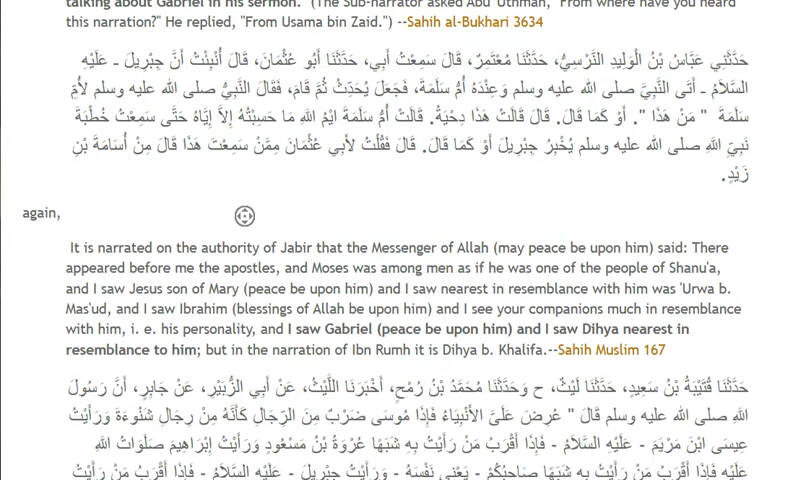 talking about Gabriel in his sermon." (The Sub-narrator asked Abu 'Uthman, "From where have you heard
this narration?" He replied, "From Usama bin Zaid.") --Sahih al-Bukhari 3634
حَدَّثَنِي عَبَّاسُ بْنُ الْوَلِيدِ النَّرْسِيُّ، حَدَّثَنَا مُعْتَمِرٌ، قَالَ سَمِعْتُ أَبِي، حَدَّثَنَا أَبُو عُثْمَانَ، قَالَ أُنْبِئْتُ أَنَّ جِبْرِيلَ ـ عَلَيْهِ
السَّلاَمُ ـ أَتَى النَّبِيَّ صلى الله عليه وسلم وَعِنْدَهُ أُمُّ سَلَمَةَ، فَجَعَلَ يُحَدِّثُ ثُمَّ قَامَ، فَقَالَ النَّبِيُّ صلى الله عليه وسلم لأُمِّ
سَلَمَةَ " مَنْ هَذَا ". أَوْ كَمَا قَالَ. قَالَ قَالَتْ هَذَا دِحْيَةُ. قَالَتْ أُمُّ سَلَمَةَ ايْمُ اللَّهِ مَا حَسِبْتُهُ إِلاَّ إِيَّاهُ حَتَّى سَمِعْتُ خُطْبَةَ
نَبِيِّ اللَّهِ صلى الله عليه وسلم يُخْبِرُ جِبْرِيلَ أَوْ كَمَا قَالَ. قَالَ فَقُلْتُ لأَبِي عُثْمَانَ مِمَّنْ سَمِعْتَ هَذَا قَالَ مِنْ أُسَامَةَ بْنِ
زَيْدٍ.
again,
It is narrated on the authority of Jabir that the Messenger of Allah (may peace be upon him) said: There
appeared before me the apostles, and Moses was among men as if he was one of the people of Shanu'a,
and I saw Jesus son of Mary (peace be upon him) and I saw nearest in resemblance with him was 'Urwa b.
Mas'ud, and I saw Ibrahim (blessings of Allah be upon him) and I see your companions much in resemblance
with him, i. e. his personality, and I saw Gabriel (peace be upon him) and I saw Dihya nearest in
resemblance to him; but in the narration of Ibn Rumh it is Dihya b. Khalifa.--Sahih Muslim 167
حَدَّثَنَا قُتَيْبَةُ بْنُ سَعِيدٍ، حَدَّثَنَا لَيْثٌ، ح وَحَدَّثَنَا مُحَمَّدُ بْنُ رُمْحٍ، أَخْبَرَنَا اللَّيْثُ، عَنْ أَبِي الزُّبَيْرِ، عَنْ جَابِرٍ، أَنَّ رَسُولَ
اللَّهِ صلى الله عليه وسلم قَالَ " عُرِضَ عَلَىَّ الأَنْبِيَاءُ فَإِذَا مُوسَى ضَرْبٌ مِنَ الرِّجَالِ كَأَنَّهُ مِنْ رِجَالِ شَنُوءَةَ وَرَأَيْتُ
عِيسَى ابْنَ مَرْيَمَ - عَلَيْهِ السَّلاَمُ - فَإِذَا أَقْرَبُ مَنْ رَأَيْتُ بِهِ شَبَهًا عُرْوَةُ بْنُ مَسْعُودٍ وَرَأَيْتُ إِبْرَاهِيمَ صَلَوَاتُ اللَّهِ
عَلَيْهِ فَإِذَا أَقْرَبُ مَنْ رَأَيْتُ بِهِ شَبَهًا صَاحِبُكُمْ - يَعْنِي نَفْسَهُ - وَرَأَيْتُ جِبْرِيلَ - عَلَيْهِ السَّلاَمُ - فَإِذَا أَقْرَبُ مَنْ رَأَيْتُ